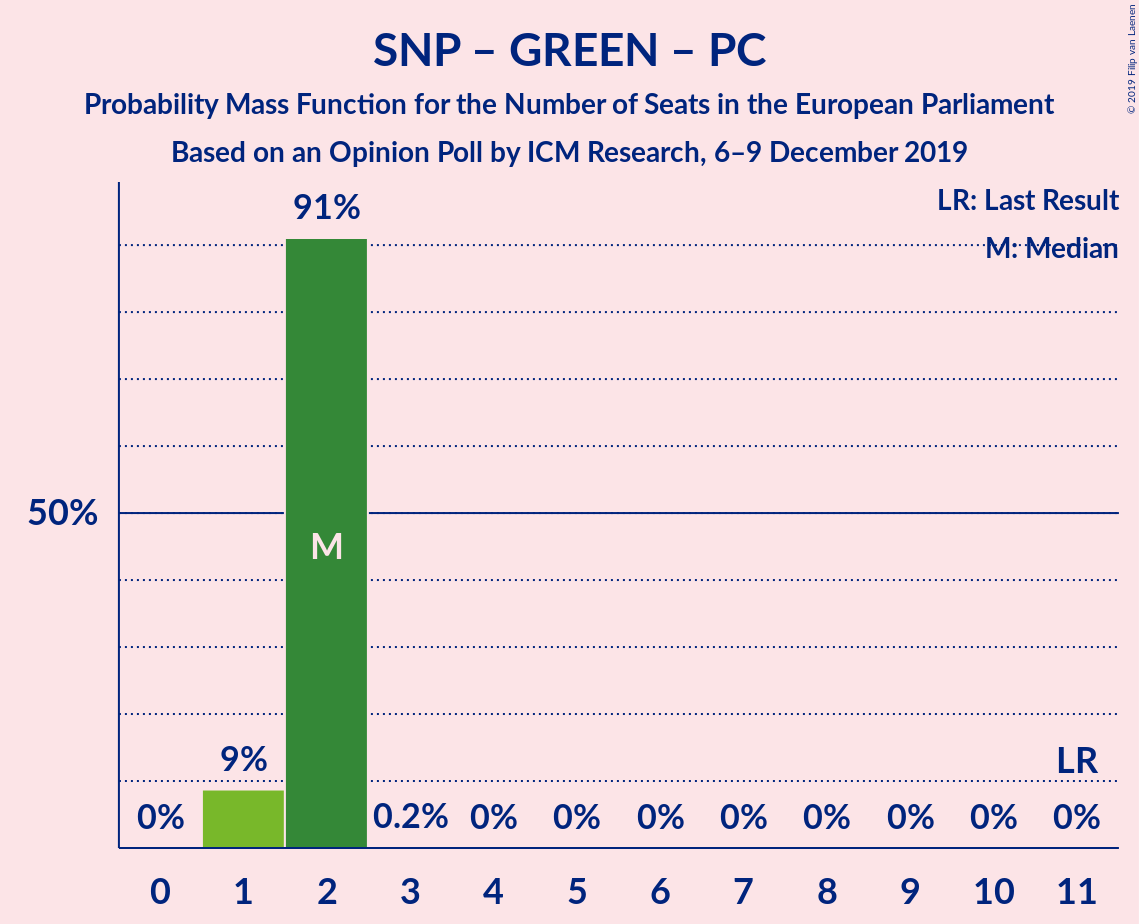 SNP – GREEN – PC
Probability Mass Function for the Number of Seats in the European Parliament
Based on an Opinion Poll by ICM Research, 6–9 December 2019
© 2019 Filip van Laenen
LR: Last Result
M: Median
91%
50%
M
9%
LR
0%
0.2%
0%
0%
0%
0%
0%
0%
0%
0%
0 1 2 3 4 5 6 7 8 9 10 11